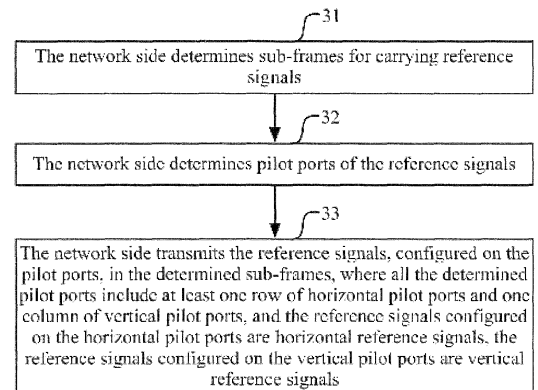 31
The network side determines sub-frames for carrying reference
signals
32
The network side determines pilot ports of the reference signals
33
The network side transmits the reference signals, configured on the
pilot ports, in the determined sub-frames, where all the determined
pilot ports include at least one row of horizontal pilot ports and one
column of vertical pilot ports, and the reference signals configured
on the horizontal pilot ports are horizontal reference signals, the
reference signals configured on the vertical pilot ports are vertical
reference signals